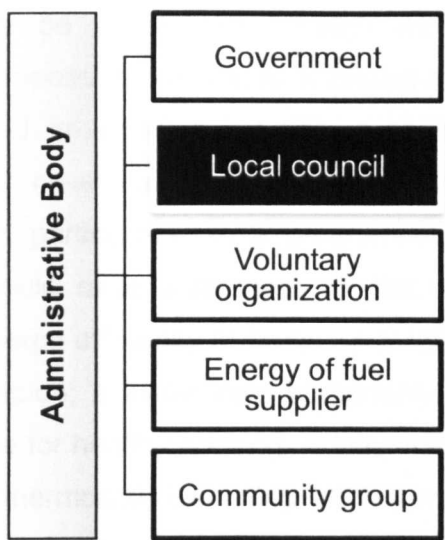 Administrative Body
Government
Local council
Voluntary
organization
Energy of fuel
supplier
Community group